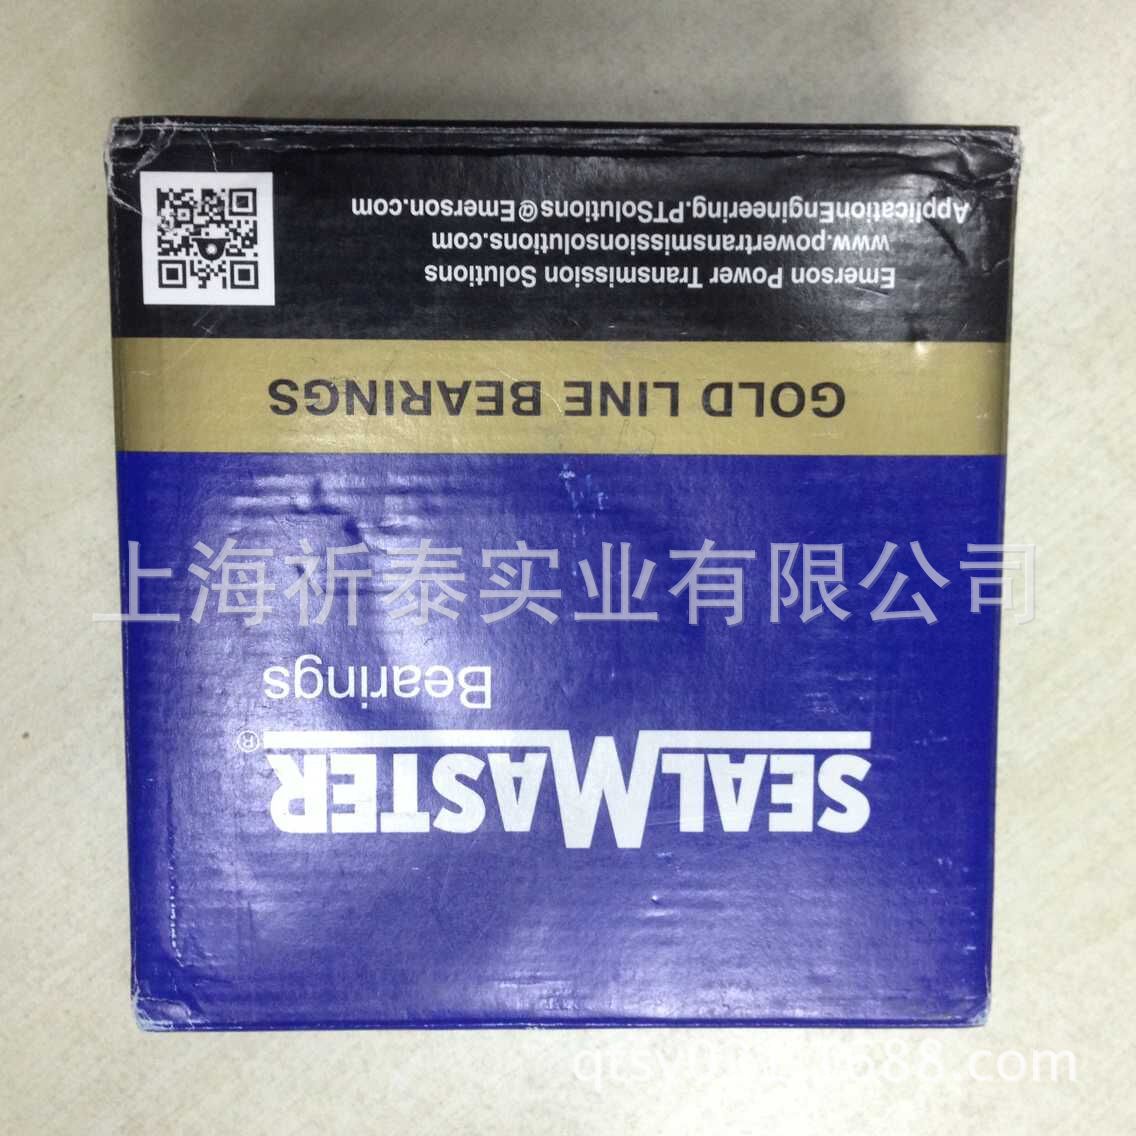 SEALMASTER®
Bearings
GOLD LINE BEARINGS
Emerson Power Transmission Solutions
www.powertransmissionsolutions.com
ApplicationEngineering.PTSolutions@Emerson.com
上海祈泰实业有限公司